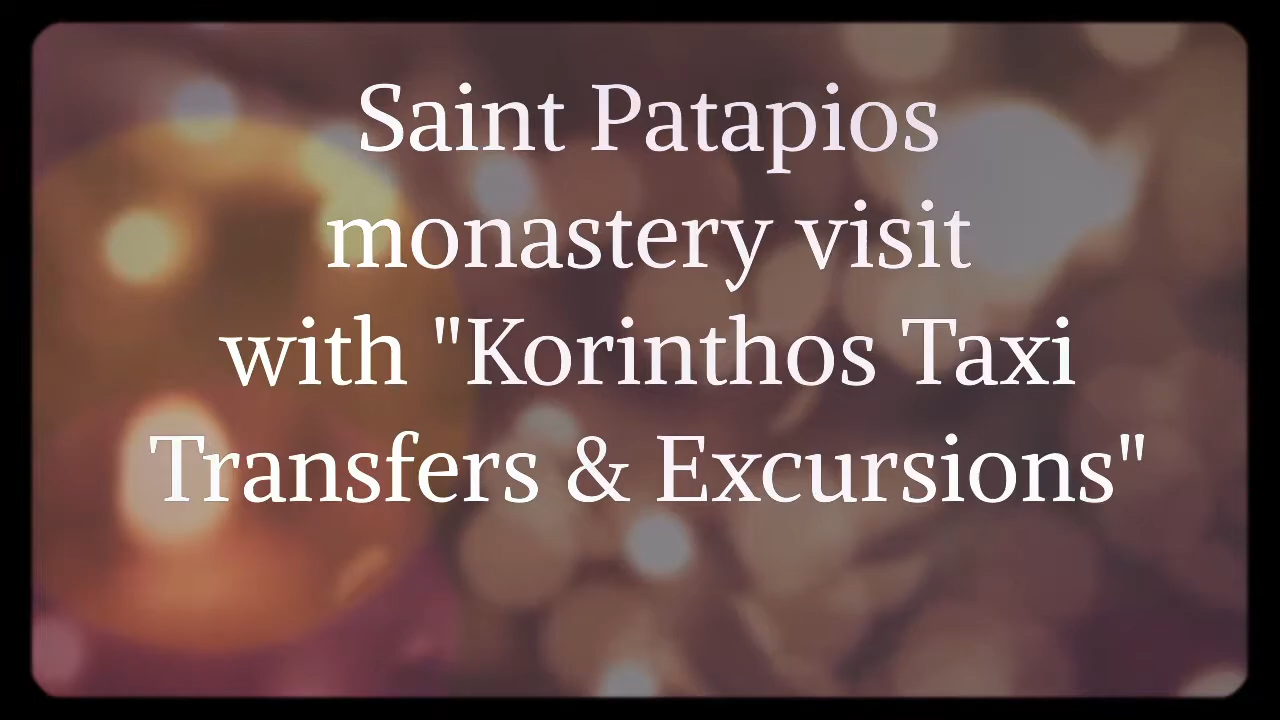 Saint Patapios
monastery visit
with "Korinthos Taxi
Transfers & Excursions"